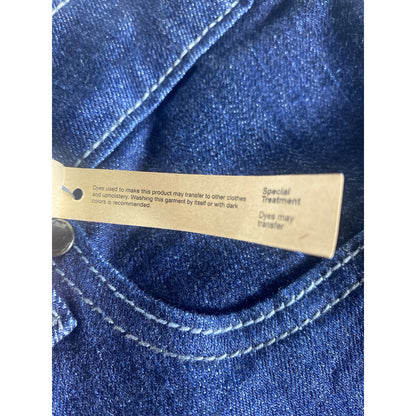 Dyes used to make this product may transfer to other clothes
and upholstery. Washing this garment by itself or with dark
colors is recommended.
Special
Treatment
Dyes may
transfer